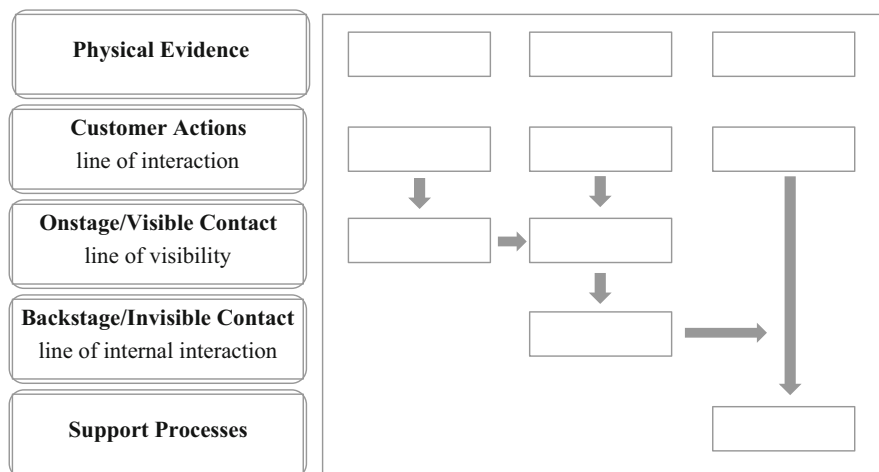 Physical Evidence
Customer Actions
line of interaction
Onstage/Visible Contact
line of visibility
Backstage/Invisible Contact
line of internal interaction
Support Processes